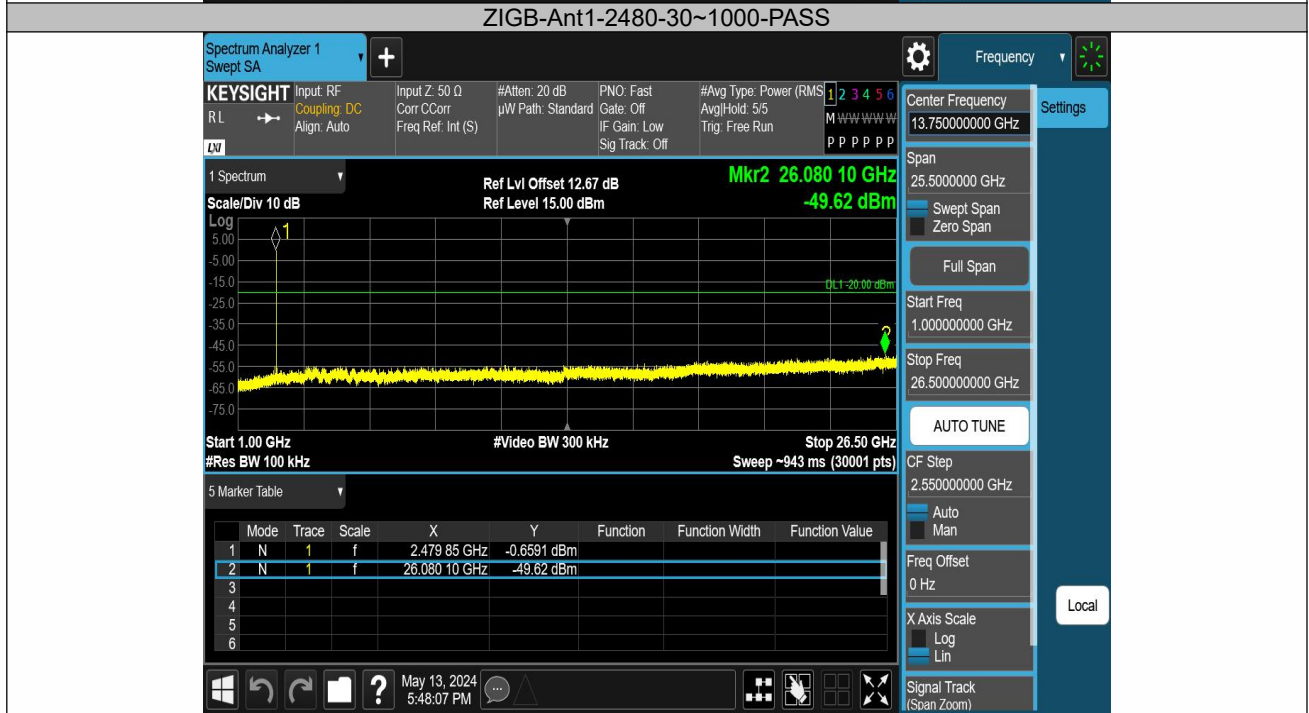 ZIGB-Ant1-2480-30~1000-PASS
Spectrum Analyzer 1
Swept SA
+
Frequency
KEYSIGHT
RL
LXI
Input: RF
Coupling: DC
Align: Auto
Input Z: 50 Ω
Corr CCorr
Freq Ref: Int (S)
#Atten: 20 dB
µW Path: Standard
PNO: Fast
Gate: Off
IF Gain: Low
Sig Track: Off
#Avg Type: Power (RMS
Avg|Hold: 5/5
Trig: Free Run
1 2 3 4 5 6
M W W W W W
P P P P P P
1 Spectrum
Scale/Div 10 dB
Ref Lvl Offset 12.67 dB
Ref Level 15.00 dBm
Mkr2 26.080 10 GHz
-49.62 dBm
Log
5.00
-5.00
-15.0
-25.0
-35.0
-45.0
-55.0
-65.0
-75.0
1
DL1 -20.00 dBm
2
Start 1.00 GHz
#Video BW 300 kHz
Stop 26.50 GHz
#Res BW 100 kHz
Sweep ~943 ms (30001 pts)
5 Marker Table
Mode Trace Scale X Y Function Function Width Function Value
1 N 1 f 2.479 85 GHz -0.6591 dBm
2 N 1 f 26.080 10 GHz -49.62 dBm
3
4
5
6
Center Frequency
13.750000000 GHz
Settings
Span
25.5000000 GHz
Swept Span
Zero Span
Full Span
Start Freq
1.000000000 GHz
Stop Freq
26.500000000 GHz
AUTO TUNE
CF Step
2.550000000 GHz
Auto
Man
Freq Offset
0 Hz
X Axis Scale
Log
Lin
Local
Signal Track
(Span Zoom)
?
May 13, 2024
5:48:07 PM